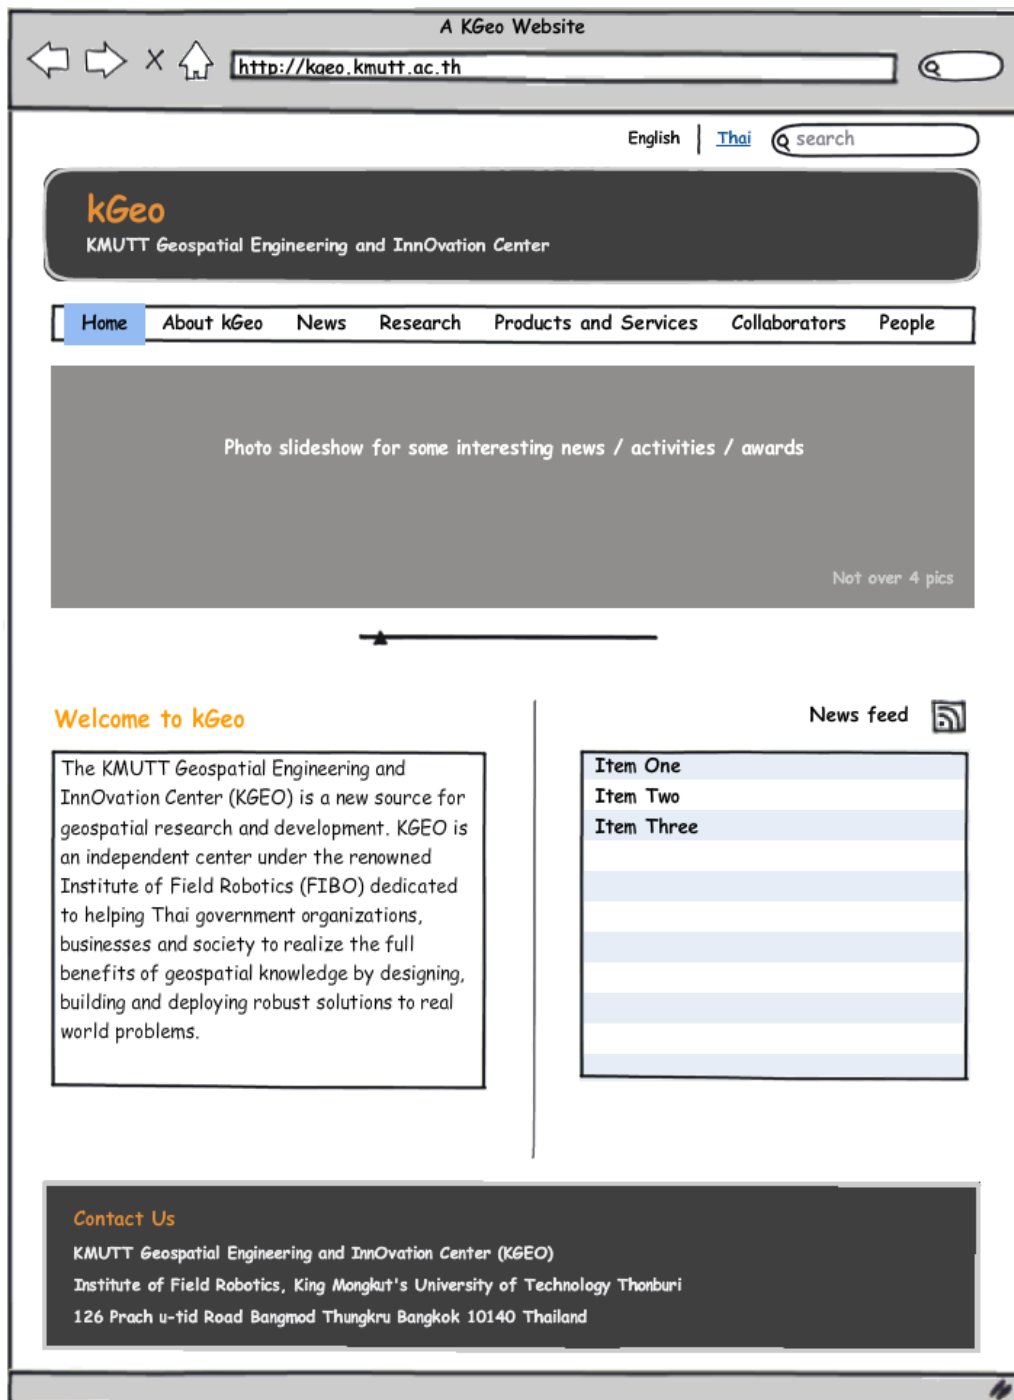 A KGeo Website
http://kgeo.kmutt.ac.th
English | Thai search
kGeo
KMUTT Geospatial Engineering and InnOvation Center
Home About kGeo News Research Products and Services Collaborators People
Photo slideshow for some interesting news / activities / awards
Not over 4 pics
Welcome to kGeo
The KMUTT Geospatial Engineering and
InnOvation Center (KGEO) is a new source for
geospatial research and development. KGEO is
an independent center under the renowned
Institute of Field Robotics (FIBO) dedicated
to helping Thai government organizations,
businesses and society to realize the full
benefits of geospatial knowledge by designing,
building and deploying robust solutions to real
world problems.
News feed
Item One
Item Two
Item Three
Contact Us
KMUTT Geospatial Engineering and InnOvation Center (KGEO)
Institute of Field Robotics, King Mongkut's University of Technology Thonburi
126 Prach u-tid Road Bangmod Thungkru Bangkok 10140 Thailand